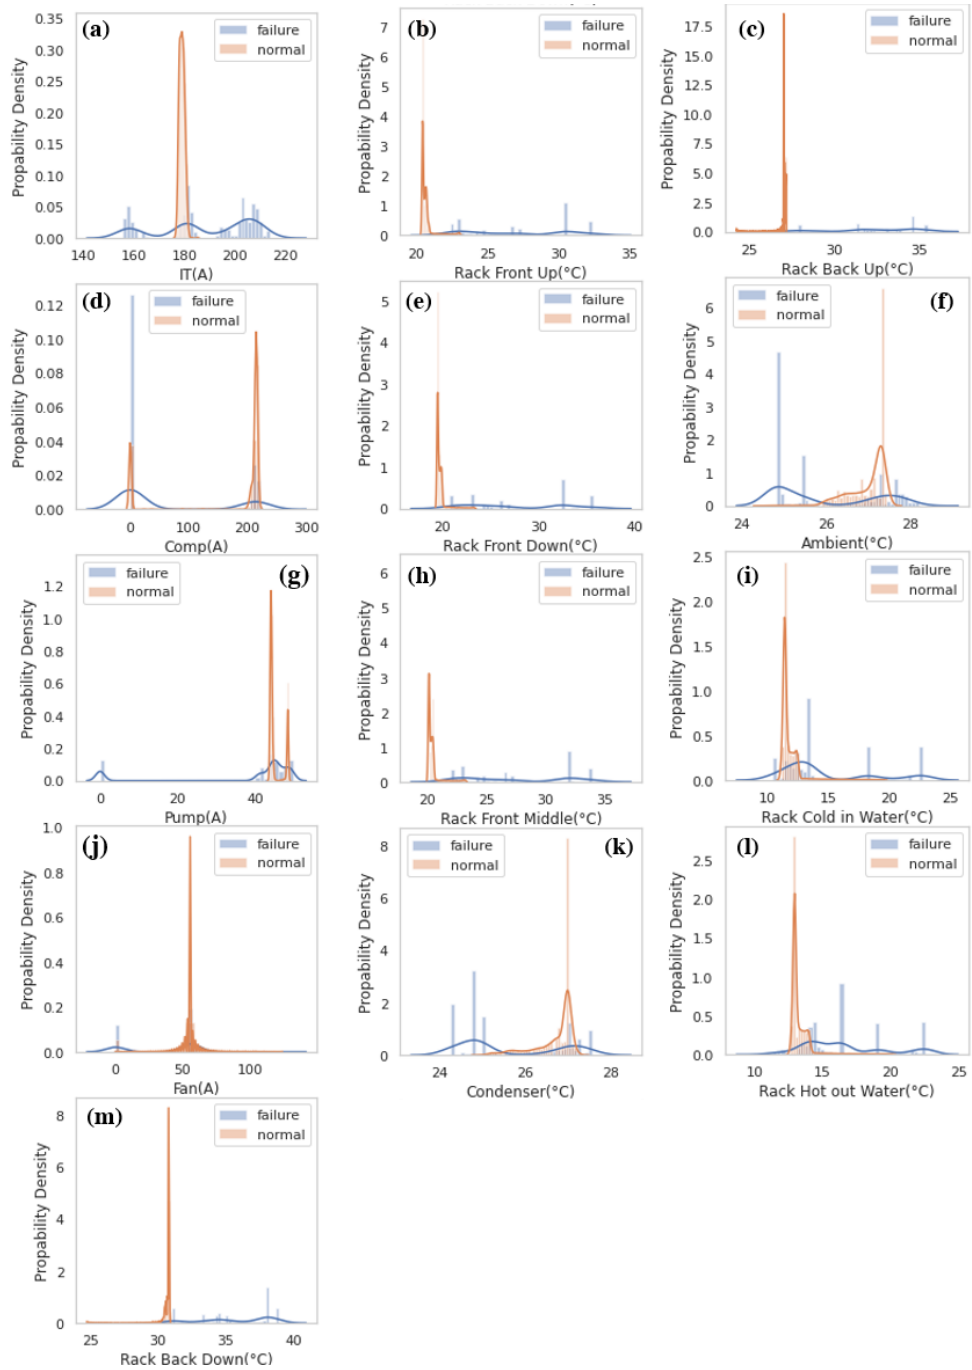 (a)
failure
normal
0.35
0.30
0.25
0.20
0.15
0.10
0.05
0.00
Propability Density
140 160 180 200 220
IT(A)
(b)
failure
normal
7
6
5
4
3
2
1
0
Propability Density
20 25 30 35
Rack Front Up(°C)
(c)
failure
normal
17.5
15.0
12.5
10.0
7.5
5.0
2.5
0.0
Propability Density
25 30 35
Rack Back Up(°C)
(d)
failure
normal
0.12
0.10
0.08
0.06
0.04
0.02
0.00
Propability Density
0 100 200 300
Comp(A)
(e)
failure
normal
5
4
3
2
1
0
Propability Density
20 30 40
Rack Front Down(°C)
failure
normal
(f)
6
5
4
3
2
1
0
Propability Density
24 26 28
Ambient(°C)
failure
normal
(g)
1.2
1.0
0.8
0.6
0.4
0.2
0.0
Propability Density
0 20 40
Pump(A)
(h)
failure
normal
6
5
4
3
2
1
0
Propability Density
20 25 30 35
Rack Front Middle(°C)
(i)
failure
normal
2.5
2.0
1.5
1.0
0.5
0.0
Propability Density
10 15 20 25
Rack Cold in Water(°C)
(j)
failure
normal
1.0
0.8
0.6
0.4
0.2
0.0
Propability Density
0 50 100
Fan(A)
failure
normal
(k)
8
6
4
2
0
Propability Density
24 26 28
Condenser(°C)
(l)
failure
normal
2.5
2.0
1.5
1.0
0.5
0.0
Propability Density
10 15 20 25
Rack Hot out Water(°C)
(m)
failure
normal
8
6
4
2
0
Propability Density
25 30 35 40
Rack Back Down(°C)